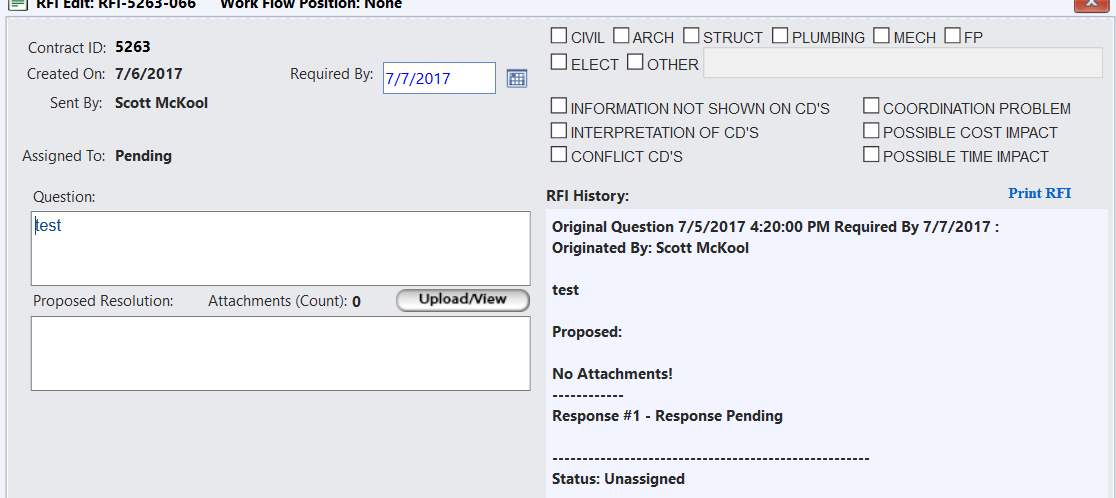 RFI Edit: RFI-5263-066 Work Flow Position: None
Contract ID: 5263
Created On: 7/6/2017 Required By: 7/7/2017
Sent By: Scott McKool
Assigned To: Pending
CIVIL ARCH STRUCT PLUMBING MECH FP
ELECT OTHER
INFORMATION NOT SHOWN ON CD'S COORDINATION PROBLEM
INTERPRETATION OF CD'S POSSIBLE COST IMPACT
CONFLICT CD'S POSSIBLE TIME IMPACT
Question:
test
Proposed Resolution: Attachments (Count): 0 Upload/View
RFI History: Print RFI
Original Question 7/5/2017 4:20:00 PM Required By 7/7/2017 :
Originated By: Scott McKool
test
Proposed:
No Attachments!
------------
Response #1 - Response Pending
-----------------------------------------------------
Status: Unassigned